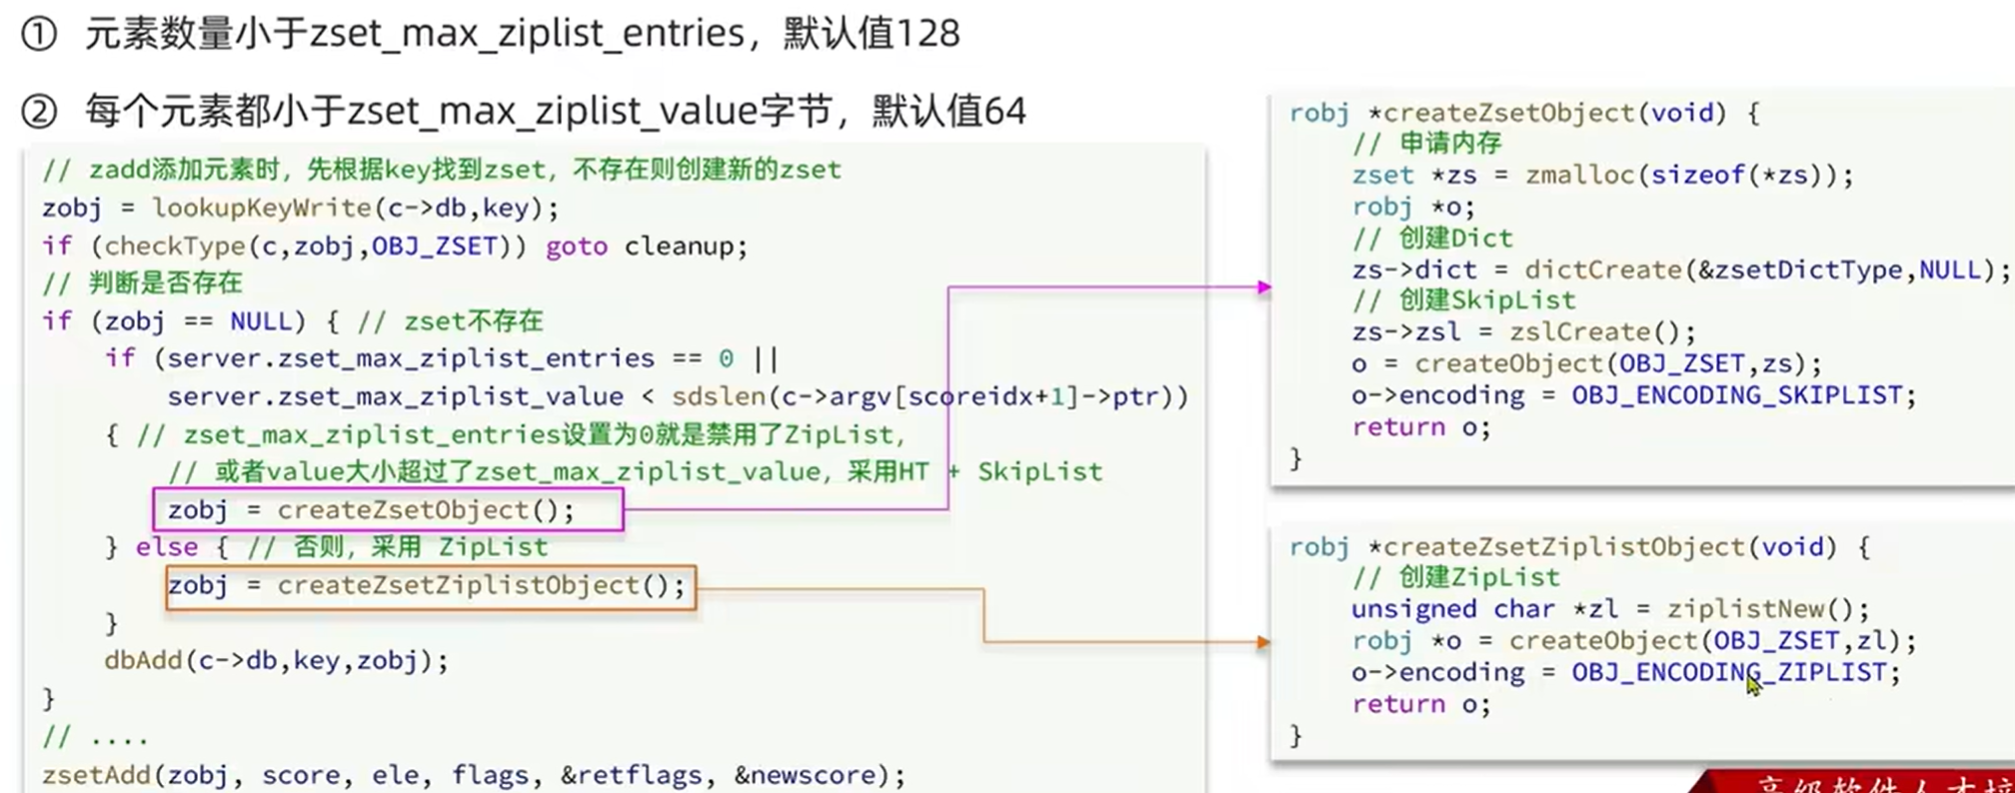 ① 元素数量小于zset_max_ziplist_entries，默认值128
② 每个元素都小于zset_max_ziplist_value字节，默认值64
// zadd添加元素时，先根据key找到zset，不存在则创建新的zset
zobj = lookupKeyWrite(c->db,key);
if (checkType(c,zobj,OBJ_ZSET)) goto cleanup;
// 判断是否存在
if (zobj == NULL) { // zset不存在
if (server.zset_max_ziplist_entries == 0 ||
server.zset_max_ziplist_value < sdslen(c->argv[scoreidx+1]->ptr))
{ // zset_max_ziplist_entries设置为0就是禁用了ZipList，
// 或者value大小超过了zset_max_ziplist_value，采用HT + SkipList
zobj = createZsetObject();
} else { // 否则，采用 ZipList
zobj = createZsetZiplistObject();
}
dbAdd(c->db,key,zobj);
}
// ....
zsetAdd(zobj, score, ele, flags, &retflags, &newscore);
robj *createZsetObject(void) {
// 申请内存
zset *zs = zmalloc(sizeof(*zs));
robj *o;
// 创建Dict
zs->dict = dictCreate(&zsetDictType,NULL);
// 创建SkipList
zs->zsl = zslCreate();
o = createObject(OBJ_ZSET,zs);
o->encoding = OBJ_ENCODING_SKIPLIST;
return o;
}
robj *createZsetZiplistObject(void) {
// 创建ZipList
unsigned char *zl = ziplistNew();
robj *o = createObject(OBJ_ZSET,zl);
o->encoding = OBJ_ENCODING_ZIPLIST;
return o;
}
高级软件人才培